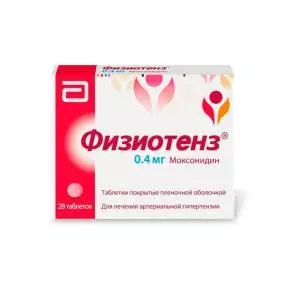 Физиотенз®
0.4 мг Моксонидин
Таблетки покрытые пленочной оболочкой
28 таблеток
Для лечения артериальной гипертензии